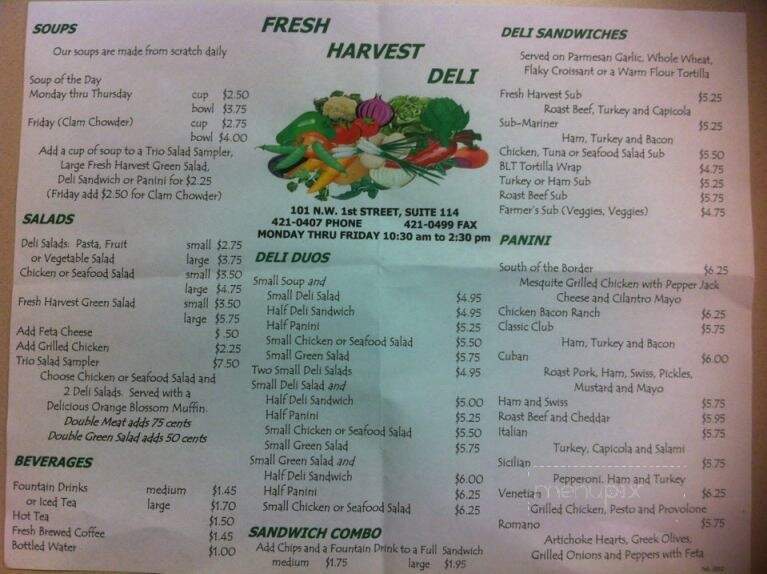 SOUPS
Our soups are made from scratch daily
Soup of the Day
Monday thru Thursday cup $2.50
bowl $3.75
Friday (Clam Chowder) cup $2.75
bowl $4.00
Add a cup of soup to a Trio Salad Sampler,
Large Fresh Harvest Green Salad,
Deli Sandwich or Panini for $2.25
(Friday add $2.50 for Clam Chowder)
SALADS
Deli Salads: Pasta, Fruit small $2.75
or Vegetable Salad large $3.75
Chicken or Seafood Salad small $3.50
large $4.75
Fresh Harvest Green Salad small $3.50
large $5.75
Add Feta Cheese $ .50
Add Grilled Chicken $2.25
Trio Salad Sampler $7.50
Choose Chicken or Seafood Salad and
2 Deli Salads. Served with a
Delicious Orange Blossom Muffin.
Double Meat adds 75 cents
Double Green Salad adds 50 cents
BEVERAGES
Fountain Drinks medium $1.45
or Iced Tea large $1.70
Hot Tea $1.50
Fresh Brewed Coffee $1.45
Bottled Water $1.00
FRESH
HARVEST
DELI
101 N.W. 1st STREET, SUITE 114
421-0407 PHONE 421-0499 FAX
MONDAY THRU FRIDAY 10:30 am to 2:30 pm
DELI DUOS
Small Soup and
Small Deli Salad $4.95
Half Deli Sandwich $4.95
Half Panini $5.25
Small Chicken or Seafood Salad $5.50
Small Green Salad $5.75
Two Small Deli Salads $4.95
Small Deli Salad and
Half Deli Sandwich $5.00
Half Panini $5.25
Small Chicken or Seafood Salad $5.50
Small Green Salad $5.75
Small Green Salad and
Half Deli Sandwich $6.00
Half Panini $6.25
Small Chicken or Seafood Salad $6.25
SANDWICH COMBO
Add Chips and a Fountain Drink to a Full Sandwich
medium $1.75 large $1.95
DELI SANDWICHES
Served on Parmesan Garlic, Whole Wheat,
Flaky Croissant or a Warm Flour Tortilla
Fresh Harvest Sub $5.25
Roast Beef, Turkey and Capicola
Sub-Mariner $5.25
Ham, Turkey and Bacon
Chicken, Tuna or Seafood Salad Sub $5.50
BLT Tortilla Wrap $4.75
Turkey or Ham Sub $5.25
Roast Beef Sub $5.75
Farmer's Sub (Veggies, Veggies) $4.75
PANINI
South of the Border $6.25
Mesquite Grilled Chicken with Pepper Jack
Cheese and Cilantro Mayo
Chicken Bacon Ranch $6.25
Classic Club $5.75
Ham, Turkey and Bacon
Cuban $6.00
Roast Pork, Ham, Swiss, Pickles,
Mustard and Mayo
Ham and Swiss $5.75
Roast Beef and Cheddar $5.95
Italian $5.75
Turkey, Capicola and Salami
Sicilian $5.75
Pepperoni, Ham and Turkey
Venetian $6.25
Grilled Chicken, Pesto and Provolone
Romano $5.75
Artichoke Hearts, Greek Olives,
Grilled Onions and Peppers with Feta
menupix